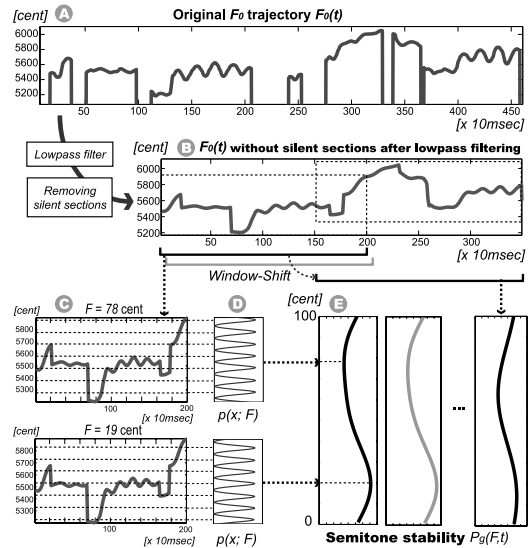 A
Original F0 trajectory F0(t)
[cent]
6000
5800
5600
5400
5200
50 100 150 200 250 300 350 400 450
[x 10msec]
Lowpass filter
Removing
silent sections
[cent]
B F0(t) without silent sections after lowpass filtering
6000
5800
5600
5400
5200
50 100 150 200 250 300
[x 10msec]
Window-Shift
C D E
F = 78 cent
[cent]
5800
5700
5600
5500
5400
5300
100 200
[x 10msec]
p(x; F)
F = 19 cent
[cent]
5800
5700
5600
5500
5400
5300
100 200
[x 10msec]
p(x; F)
[cent]
100
0
...
Semitone stability Pg(F,t)